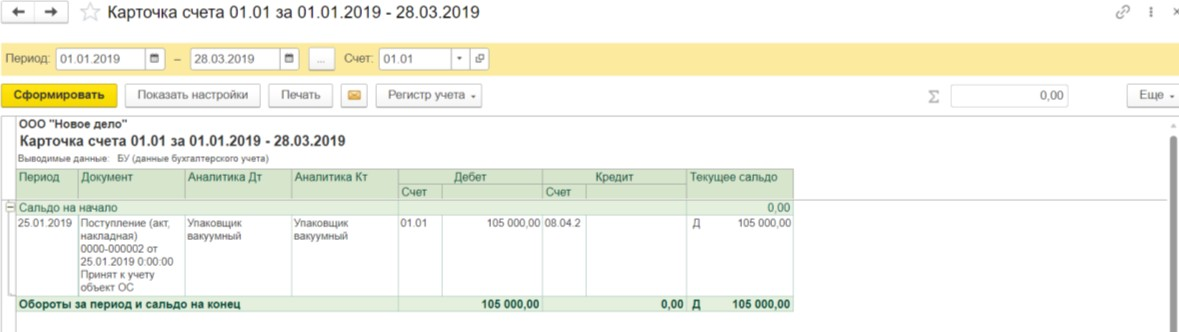 Карточка счета 01.01 за 01.01.2019 - 28.03.2019
Период: 01.01.2019 – 28.03.2019 ... Счет: 01.01
Сформировать Показать настройки Печать Регистр учета Σ 0,00 Еще
ООО "Новое дело"
Карточка счета 01.01 за 01.01.2019 - 28.03.2019
Выводимые данные: БУ (данные бухгалтерского учета)
Период Документ Аналитика Дт Аналитика Кт Дебет Кредит Текущее сальдо
Счет Счет
Сальдо на начало 0,00
25.01.2019 Поступление (акт, Упаковщик Упаковщик 01.01 105 000,00 08.04.2 Д 105 000,00
накладная) вакуумный вакуумный
0000-000002 от
25.01.2019 0:00:00
Принят к учету
объект ОС
Обороты за период и сальдо на конец 105 000,00 0,00 Д 105 000,00